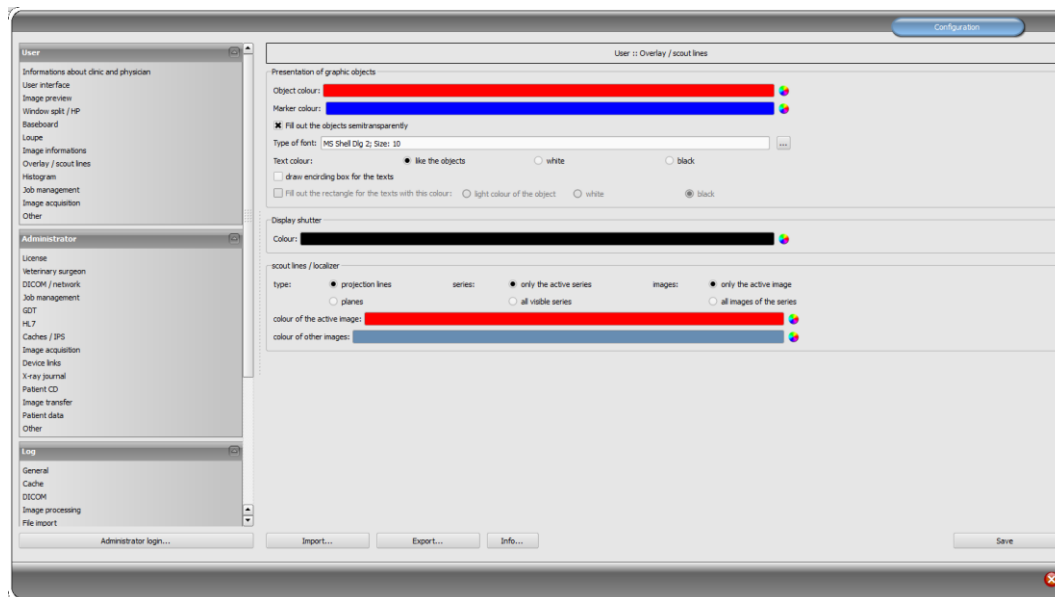 Configuration
User
Informations about clinic and physician
User interface
Image preview
Window split / HP
Baseboard
Loupe
Image informations
Overlay / scout lines
Histogram
Job management
Image acquisition
Other
Administrator
License
Veterinary surgeon
DICOM / network
Job management
GDT
HL7
Caches / IPS
Image acquisition
Device links
X-ray journal
Patient CD
Image transfer
Patient data
Other
Log
General
Cache
DICOM
Image processing
File import
Administrator login...
User :: Overlay / scout lines
Presentation of graphic objects
Object colour:
Marker colour:
Fill out the objects semitransparently
Type of font: MS Shell Dlg 2; Size: 10 ...
Text colour: like the objects white black
draw encircling box for the texts
Fill out the rectangle for the texts with this colour: light colour of the object white black
Display shutter
Colour:
scout lines / localizer
type: projection lines series: only the active series images: only the active image
planes all visible series all images of the series
colour of the active image:
colour of other images:
Import... Export... Info... Save